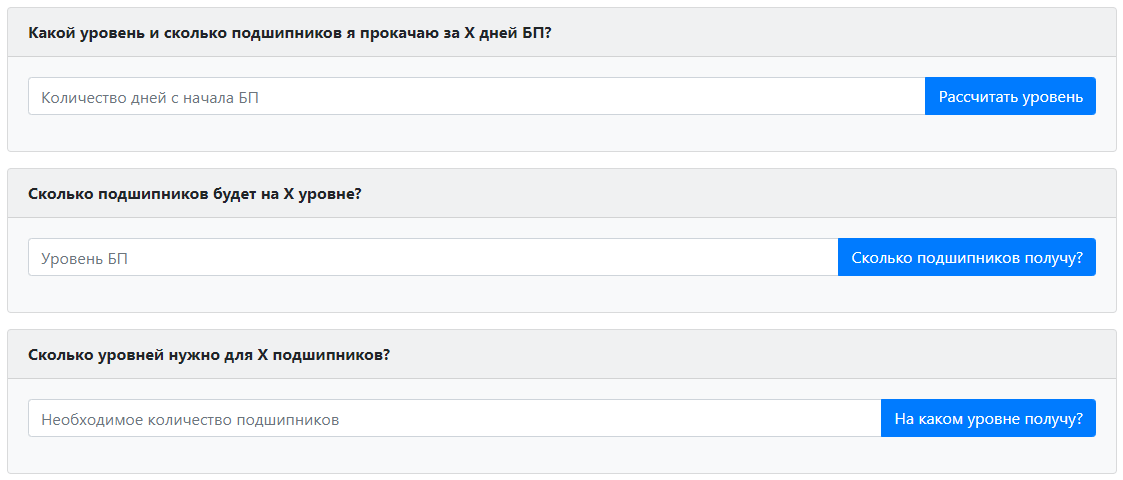 Какой уровень и сколько подшипников я прокачаю за X дней БП?
Количество дней с начала БП
Рассчитать уровень
Сколько подшипников будет на X уровне?
Уровень БП
Сколько подшипников получу?
Сколько уровней нужно для X подшипников?
Необходимое количество подшипников
На каком уровне получу?